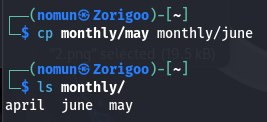 ┌──(nomun㉿Zorigoo)-[~]
└─$ cp monthly/may monthly/june
┌──(nomun㉿Zorigoo)-[~]
└─$ ls monthly/
april june may